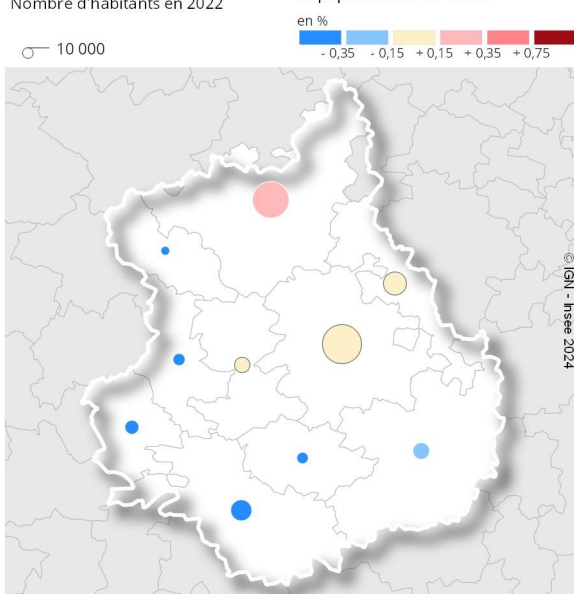 Nombre d'habitants en 2022
10 000
en %
- 0,35 - 0,15 + 0,15 + 0,35 + 0,75
© IGN - Insee 2024